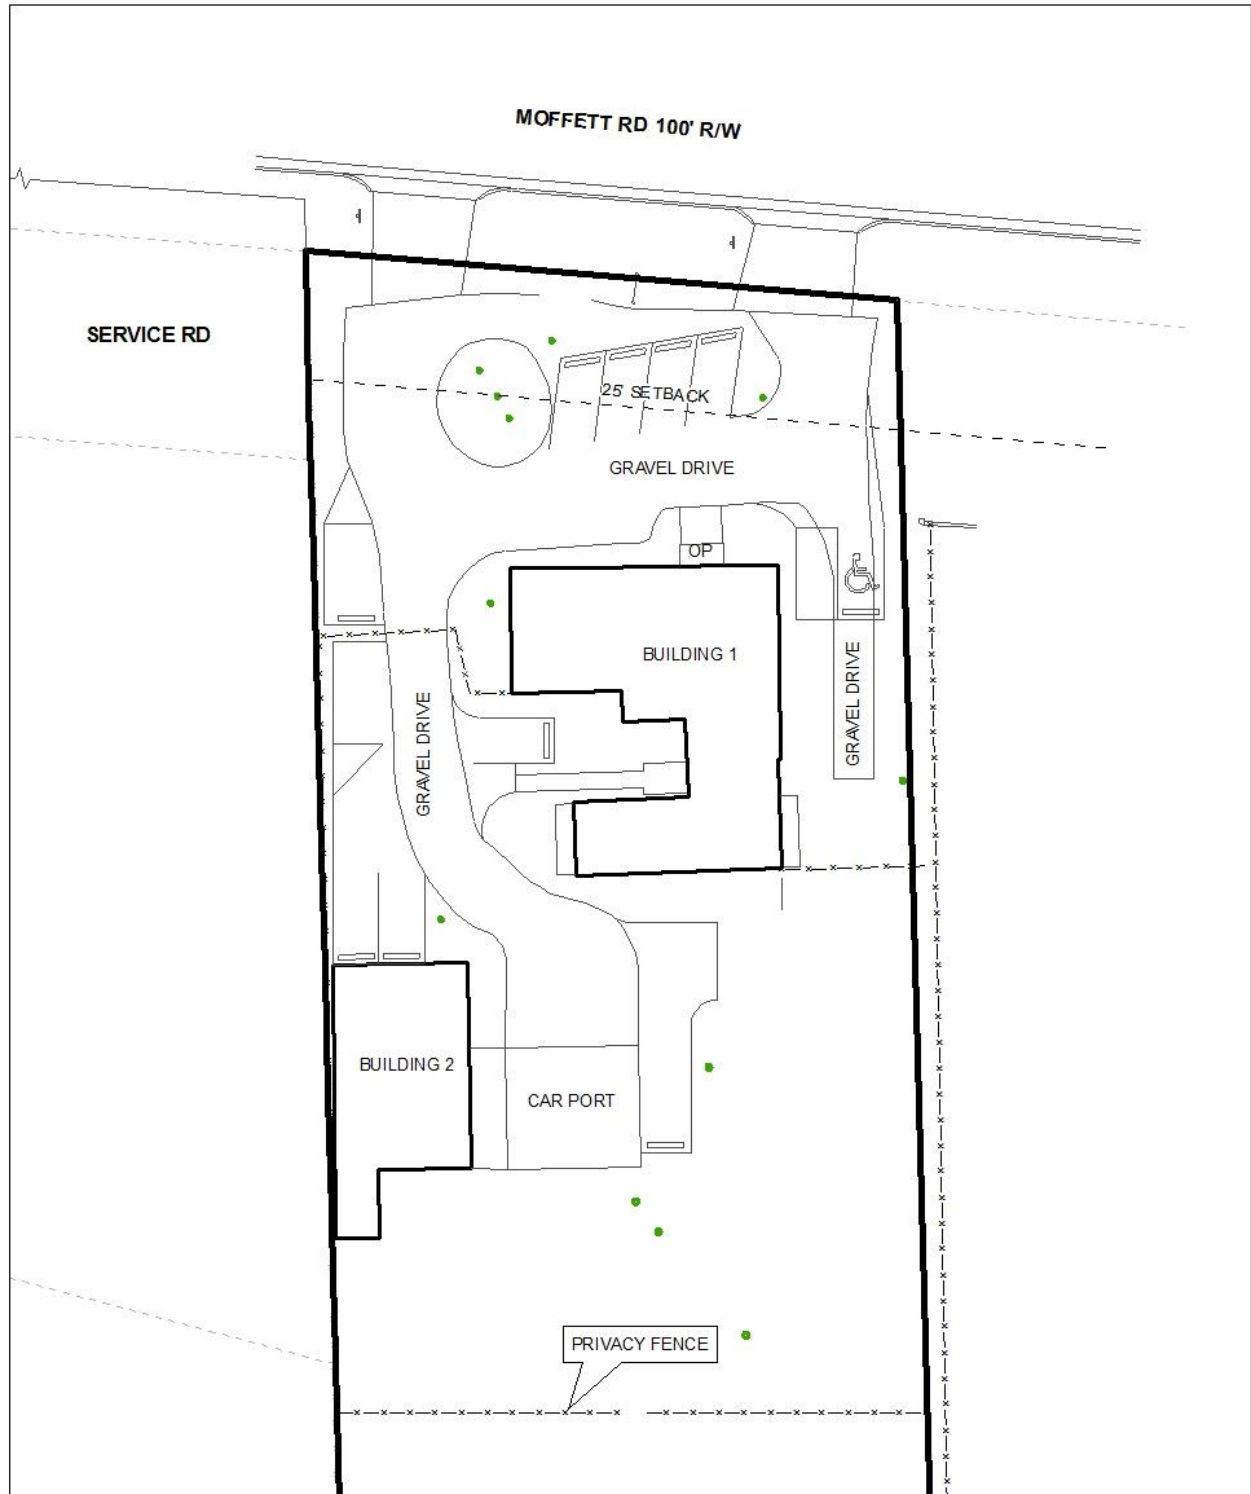 MOFFETT RD 100' R/W
SERVICE RD
25' SETBACK
GRAVEL DRIVE
OP
BUILDING 1
GRAVEL DRIVE
GRAVEL DRIVE
BUILDING 2
CAR PORT
PRIVACY FENCE